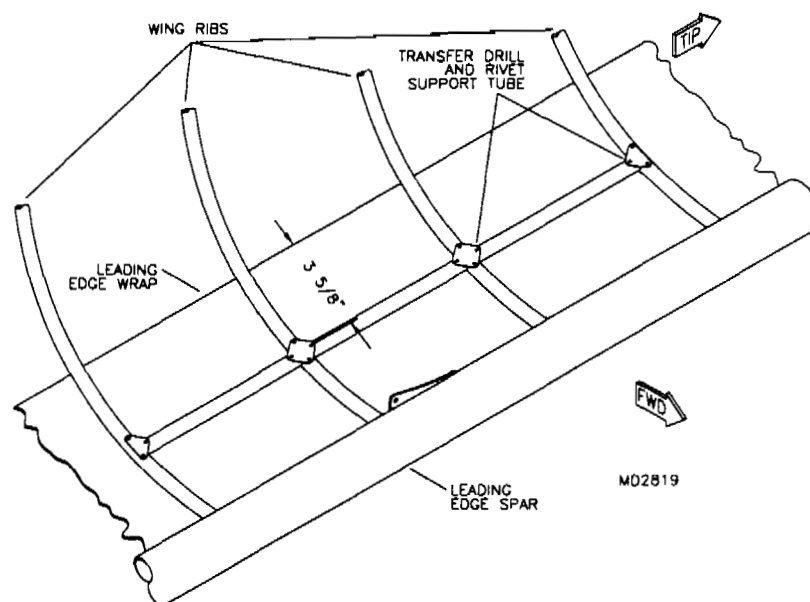 WING RIBS
TRANSFER DRILL
AND RIVET
SUPPORT TUBE
TIP
LEADING
EDGE WRAP
3 5/8"
FWD
LEADING
EDGE SPAR
MD2819